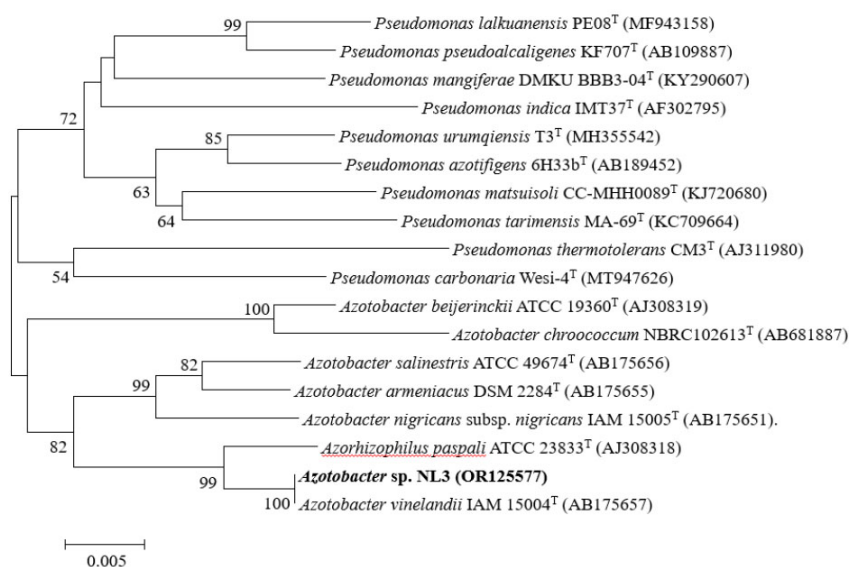 99 Pseudomonas lalkuanensis PE08ᵀ (MF943158)
Pseudomonas pseudoalcaligenes KF707ᵀ (AB109887)
Pseudomonas mangiferae DMKU BBB3-04ᵀ (KY290607)
Pseudomonas indica IMT37ᵀ (AF302795)
72
85 Pseudomonas urumqiensis T3ᵀ (MH355542)
Pseudomonas azotifigens 6H33bᵀ (AB189452)
63 Pseudomonas matsuisoli CC-MHH0089ᵀ (KJ720680)
64 Pseudomonas tarimensis MA-69ᵀ (KC709664)
Pseudomonas thermotolerans CM3ᵀ (AJ311980)
54 Pseudomonas carbonaria Wesi-4ᵀ (MT947626)
100 Azotobacter beijerinckii ATCC 19360ᵀ (AJ308319)
Azotobacter chroococcum NBRC102613ᵀ (AB681887)
82 Azotobacter salinestris ATCC 49674ᵀ (AB175656)
99 Azotobacter armeniacus DSM 2284ᵀ (AB175655)
Azotobacter nigricans subsp. nigricans IAM 15005ᵀ (AB175651).
82 Azorhizophilus paspali ATCC 23833ᵀ (AJ308318)
99 Azotobacter sp. NL3 (OR125577)
100 Azotobacter vinelandii IAM 15004ᵀ (AB175657)
0.005